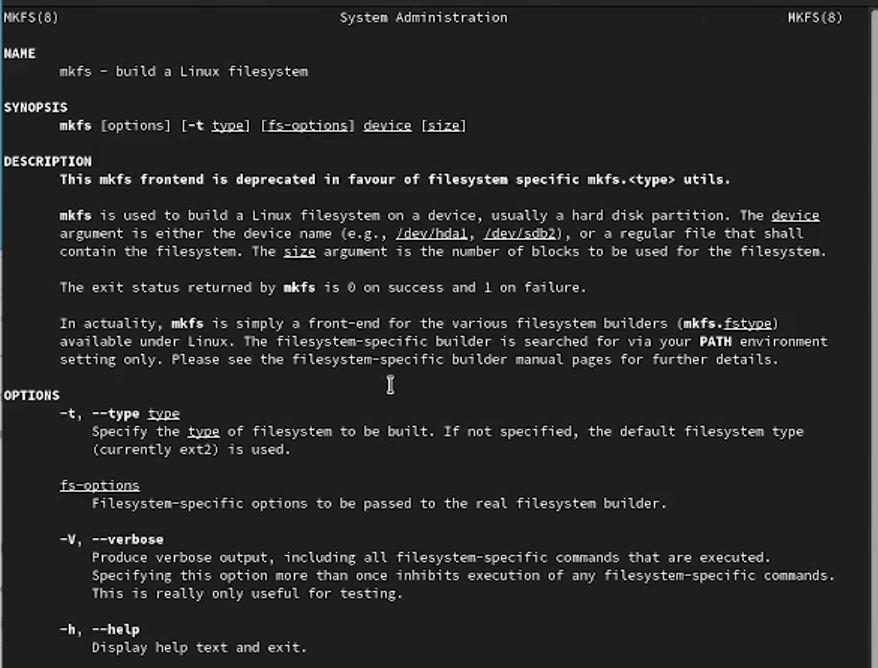 MKFS(8) System Administration MKFS(8)
NAME
mkfs - build a Linux filesystem
SYNOPSIS
mkfs [options] [-t type] [fs-options] device [size]
DESCRIPTION
This mkfs frontend is deprecated in favour of filesystem specific mkfs.<type> utils.
mkfs is used to build a Linux filesystem on a device, usually a hard disk partition. The device
argument is either the device name (e.g., /dev/hda1, /dev/sdb2), or a regular file that shall
contain the filesystem. The size argument is the number of blocks to be used for the filesystem.
The exit status returned by mkfs is 0 on success and 1 on failure.
In actuality, mkfs is simply a front-end for the various filesystem builders (mkfs.fstype)
available under Linux. The filesystem-specific builder is searched for via your PATH environment
setting only. Please see the filesystem-specific builder manual pages for further details.
OPTIONS
-t, --type type
Specify the type of filesystem to be built. If not specified, the default filesystem type
(currently ext2) is used.
fs-options
Filesystem-specific options to be passed to the real filesystem builder.
-V, --verbose
Produce verbose output, including all filesystem-specific commands that are executed.
Specifying this option more than once inhibits execution of any filesystem-specific commands.
This is really only useful for testing.
-h, --help
Display help text and exit.